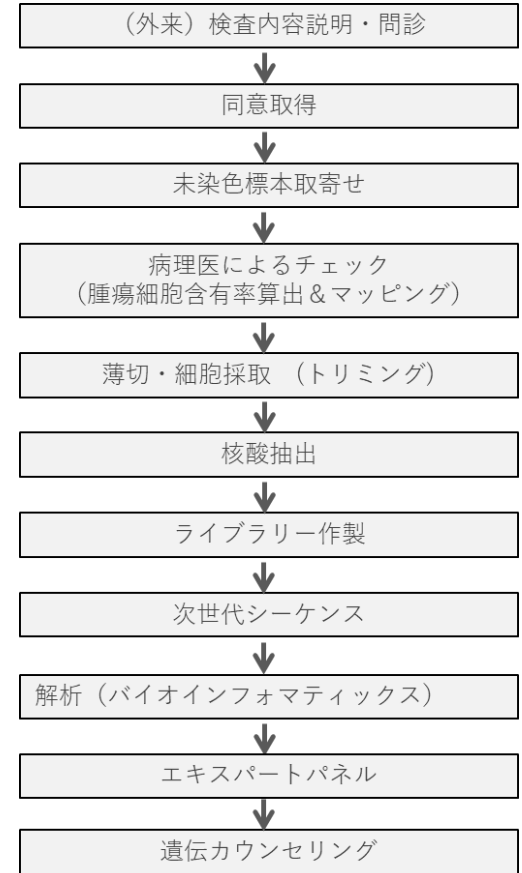 （外来）検査内容説明・問診
同意取得
未染色標本取寄せ
病理医によるチェック
（腫瘍細胞含有率算出＆マッピング）
薄切・細胞採取　（トリミング）
核酸抽出
ライブラリー作製
次世代シーケンス
解析（バイオインフォマティックス）
エキスパートパネル
遺伝カウンセリング